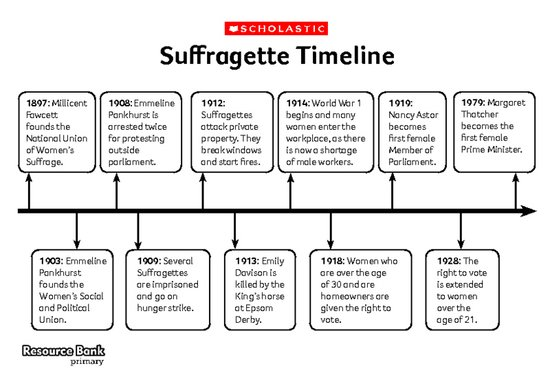 SCHOLASTIC
Suffragette Timeline
1897: Millicent
Fawcett
founds the
National Union
of Women's
Suffrage.
1908: Emmeline
Pankhurst is
arrested twice
for protesting
outside
parliament.
1912:
Suffragettes
attack private
property. They
break windows
and start fires.
1914: World War 1
begins and many
women enter the
workplace, as there
is now a shortage
of male workers.
1919:
Nancy Astor
becomes
first female
Member of
Parliament.
1979: Margaret
Thatcher
becomes the
first female
Prime Minister.
1903: Emmeline
Pankhurst
founds the
Women's Social
and Political
Union.
1909: Several
Suffragettes
are imprisoned
and go on
hunger strike.
1913: Emily
Davison is
killed by the
King's horse
at Epsom
Derby.
1918: Women who
are over the age
of 30 and are
homeowners are
given the right to
vote.
1928: The
right to vote
is extended
to women
over the
age of 21.
Resource Bank
primary